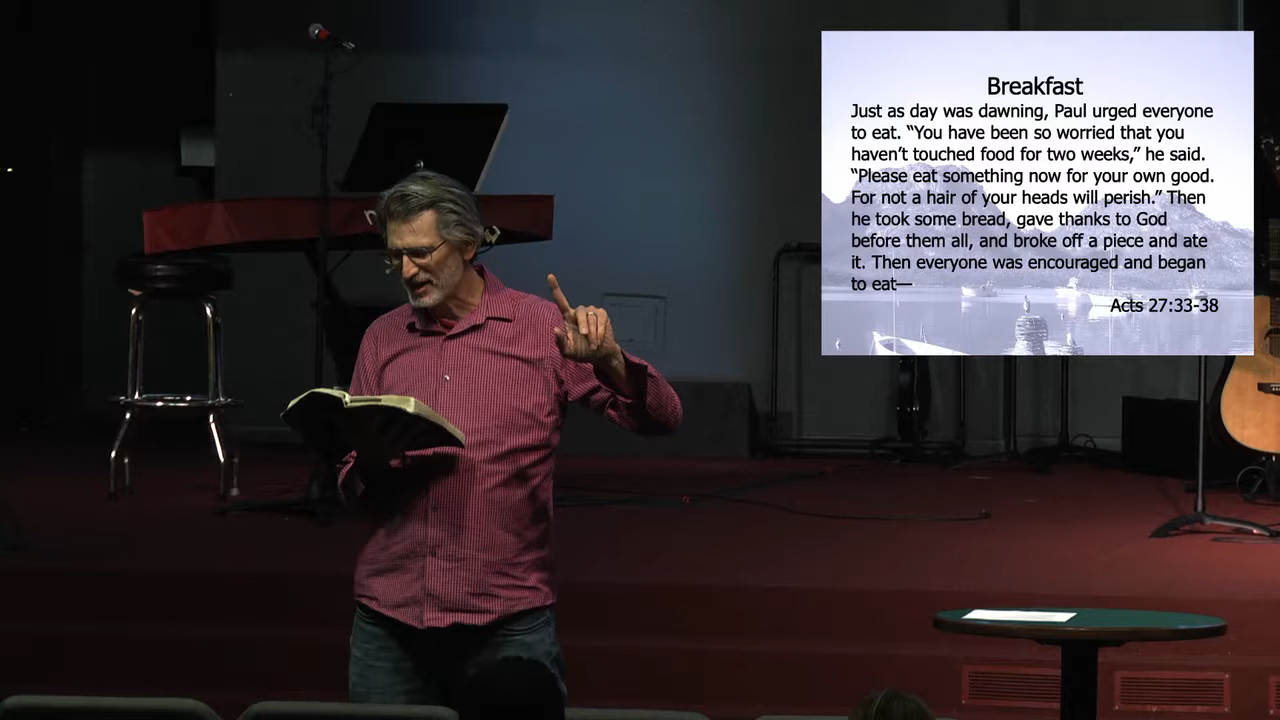 Breakfast
Just as day was dawning, Paul urged everyone
to eat. “You have been so worried that you
haven’t touched food for two weeks,” he said.
“Please eat something now for your own good.
For not a hair of your heads will perish.” Then
he took some bread, gave thanks to God
before them all, and broke off a piece and ate
it. Then everyone was encouraged and began
to eat—
Acts 27:33-38